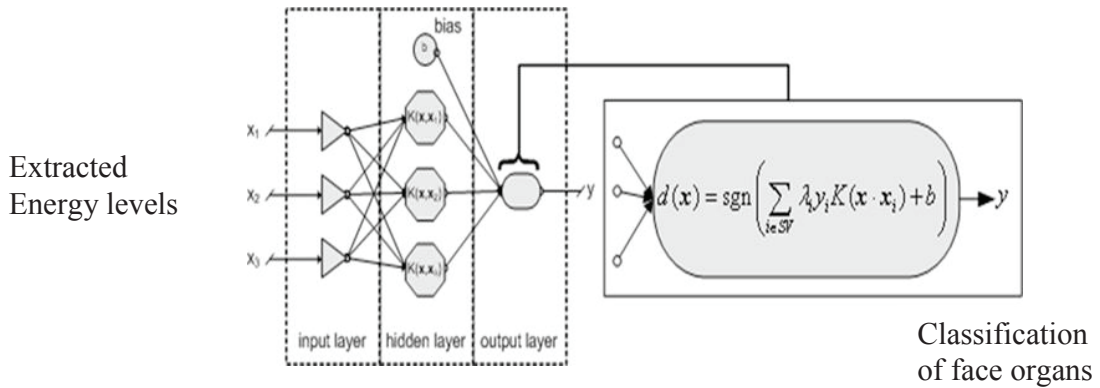 bias
b
Extracted
Energy levels
x₁
x₂
x₃
K(x,x₁)
K(x,x₂)
y
d(x) = sgn(∑ i∈SV λᵢyᵢK(x·xᵢ)+b)
y
input layer
hidden layer
output layer
Classification
of face organs